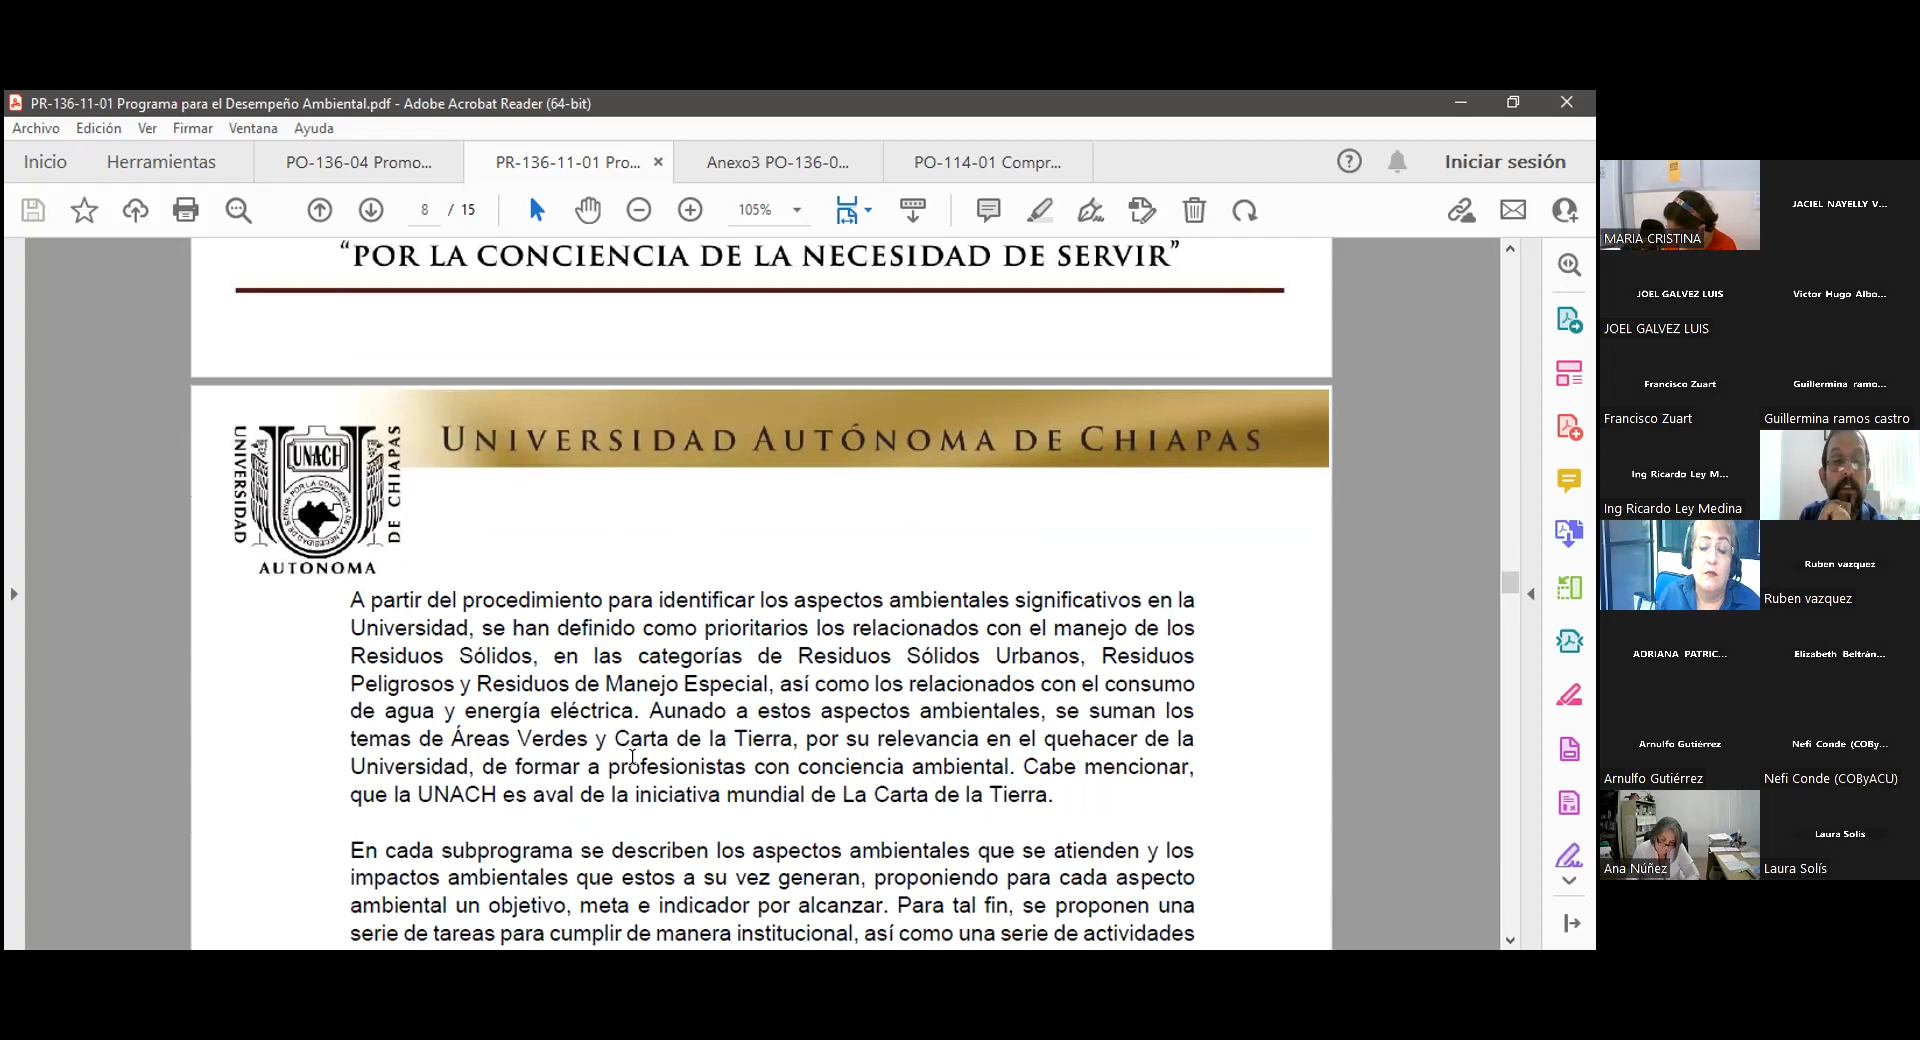 PR-136-11-01 Programa para el Desempeño Ambiental.pdf - Adobe Acrobat Reader (64-bit)
Archivo Edición Ver Firmar Ventana Ayuda
Inicio Herramientas PO-136-04 Promo... PR-136-11-01 Pro... Anexo3 PO-136-0... PO-114-01 Compr... Iniciar sesión
8 / 15 105%
“POR LA CONCIENCIA DE LA NECESIDAD DE SERVIR”
UNIVERSIDAD AUTÓNOMA DE CHIAPAS
UNIVERSIDAD
UNACH
POR LA CONCIENCIA DE LA NECESIDAD DE SERVIR
DE CHIAPAS
AUTONOMA
A partir del procedimiento para identificar los aspectos ambientales significativos en la
Universidad, se han definido como prioritarios los relacionados con el manejo de los
Residuos Sólidos, en las categorías de Residuos Sólidos Urbanos, Residuos
Peligrosos y Residuos de Manejo Especial, así como los relacionados con el consumo
de agua y energía eléctrica. Aunado a estos aspectos ambientales, se suman los
temas de Áreas Verdes y Carta de la Tierra, por su relevancia en el quehacer de la
Universidad, de formar a profesionistas con conciencia ambiental. Cabe mencionar,
que la UNACH es aval de la iniciativa mundial de La Carta de la Tierra.
En cada subprograma se describen los aspectos ambientales que se atienden y los
impactos ambientales que estos a su vez generan, proponiendo para cada aspecto
ambiental un objetivo, meta e indicador por alcanzar. Para tal fin, se proponen una
serie de tareas para cumplir de manera institucional, así como una serie de actividades
MARIA CRISTINA
JACIEL NAYELLY V...
JOEL GALVEZ LUIS
JOEL GALVEZ LUIS
Victor Hugo Albo...
Francisco Zuart
Francisco Zuart
Guillermina ramo...
Guillermina ramos castro
Ing Ricardo Ley M...
Ing Ricardo Ley Medina
Ruben vazquez
Ruben vazquez
ADRIANA PATRIC...
Elizabeth Beltrán...
Arnulfo Gutiérrez
Arnulfo Gutiérrez
Nefi Conde (COBy...
Nefi Conde (COByACU)
Ana Núñez
Laura Solís
Laura Solís